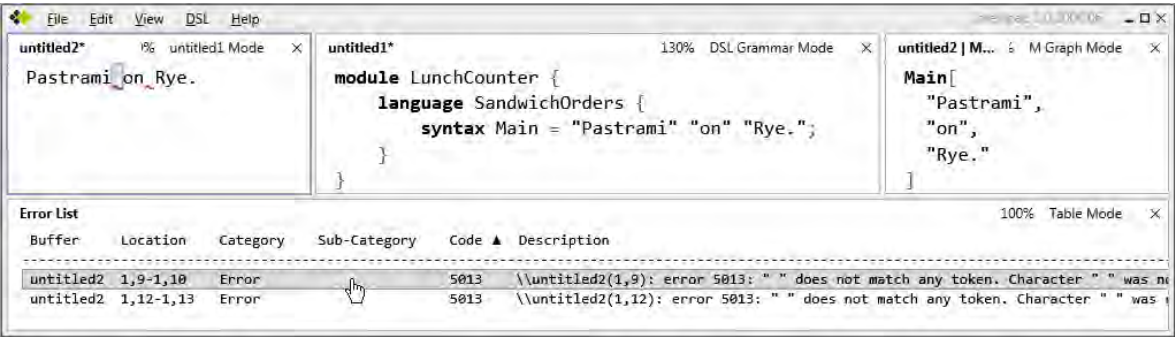 File Edit View DSL Help
untitled2* % untitled1 Mode ×
Pastrami on Rye.
untitled1* 130% DSL Grammar Mode ×
module LunchCounter {
language SandwichOrders {
syntax Main = "Pastrami" "on" "Rye.";
}
}
untitled2 | M... M Graph Mode ×
Main[
"Pastrami",
"on",
"Rye."
]
Error List 100% Table Mode ×
Buffer Location Category Sub-Category Code ▲ Description
untitled2 1,9-1,10 Error 5013 \\untitled2(1,9): error 5013: " " does not match any token. Character " " was
untitled2 1,12-1,13 Error 5013 \\untitled2(1,12): error 5013: " " does not match any token. Character " " was